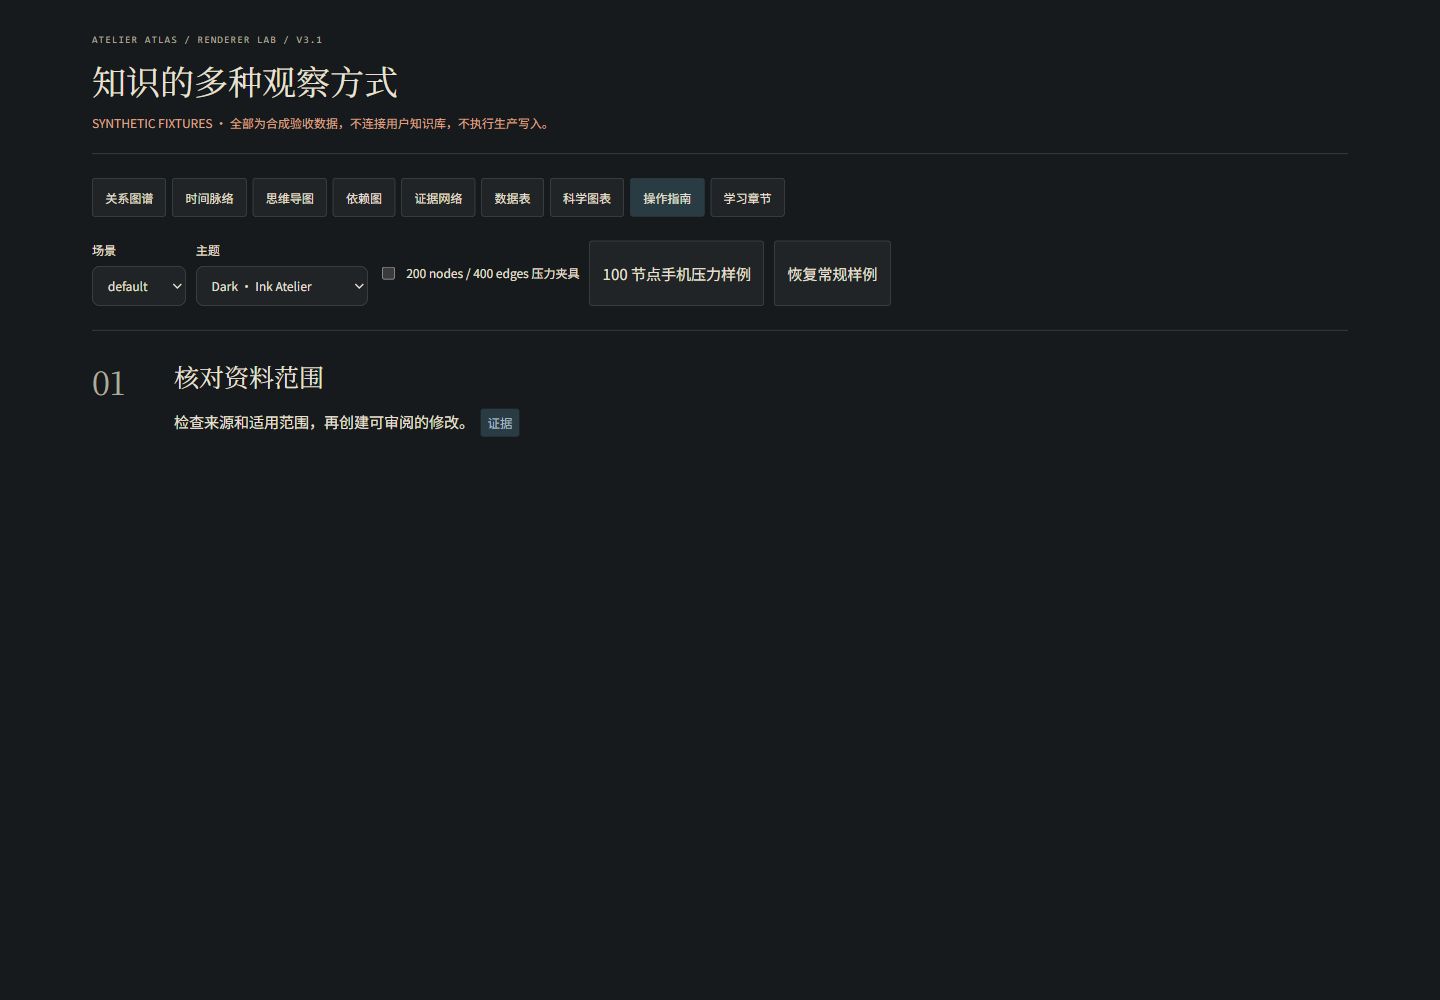 ATELIER ATLAS / RENDERER LAB / V3.1
知识的多种观察方式
SYNTHETIC FIXTURES · 全部为合成验收数据，不连接用户知识库，不执行生产写入。
关系图谱 时间脉络 思维导图 依赖图 证据网络 数据表 科学图表 操作指南 学习章节
场景 主题
default Dark · Ink Atelier 200 nodes / 400 edges 压力夹具 100 节点手机压力样例 恢复常规样例
01 核对资料范围
检查来源和适用范围，再创建可审阅的修改。 证据